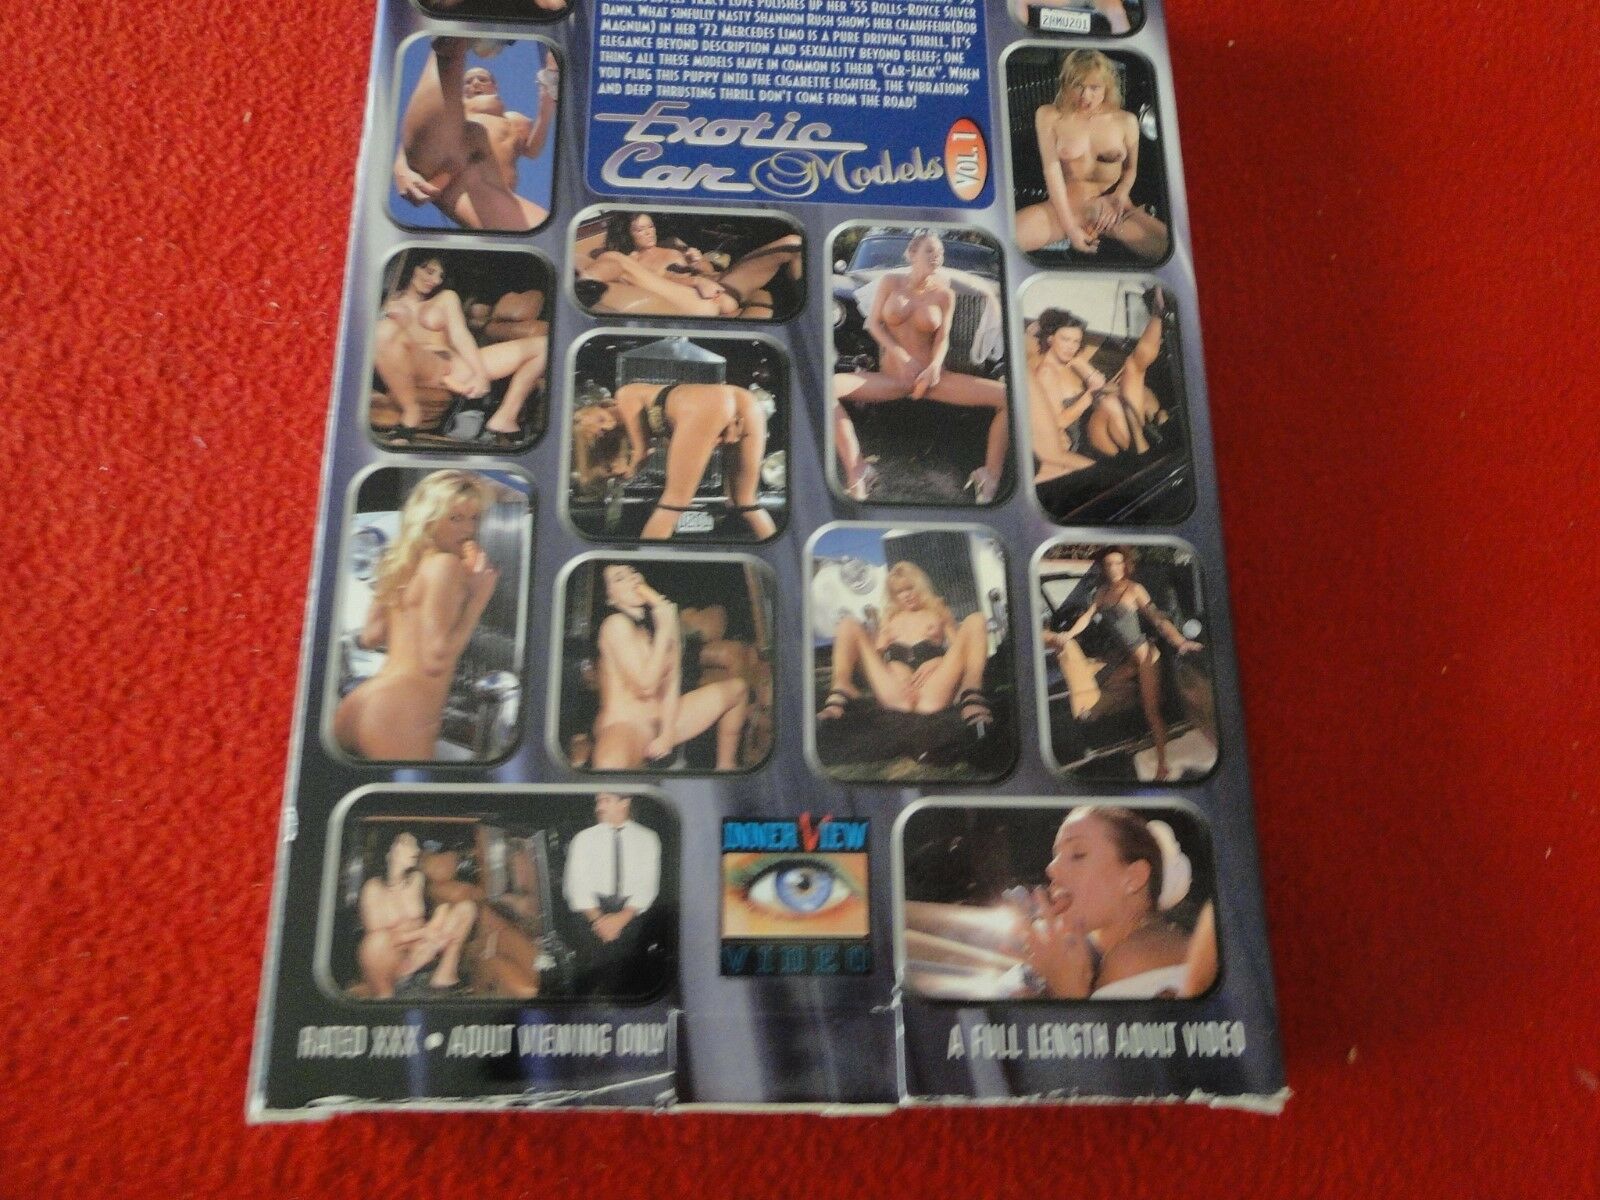 TRACY LOVE POLISHES UP HER '55 ROLLS-ROYCE SILVER
DAWN. WHAT SINFULLY NASTY SHANNON RUSH SHOWS HER CHAUFFEUR(BOB
MAGNUM) IN HER '72 MERCEDES LIMO IS A PURE DRIVING THRILL. IT'S
ELEGANCE BEYOND DESCRIPTION AND SEXUALITY BEYOND BELIEF; ONE
THING ALL THESE MODELS HAVE IN COMMON IS THEIR "CAR-JACK". WHEN
YOU PLUG THIS PUPPY INTO THE CIGARETTE LIGHTER, THE VIBRATIONS
AND DEEP THRUSTING THRILL DON'T COME FROM THE ROAD!
Exotic
Car Models
VOL. 1
2HMU201
INNERVIEW
VIDEO
RATED XXX • ADULT VIEWING ONLY
A FULL LENGTH ADULT VIDEO